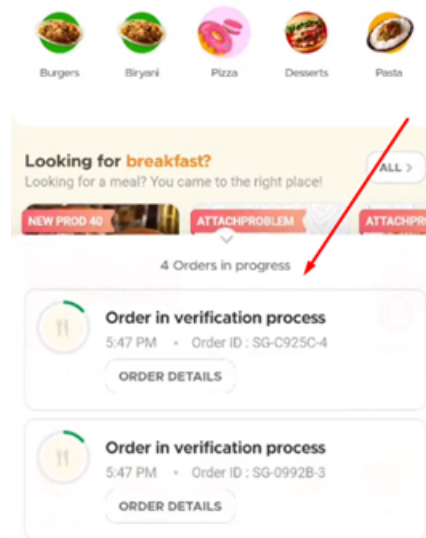 Burgers
Biryani
Pizza
Desserts
Pasta
Looking for breakfast?
ALL >
Looking for a meal? You came to the right place!
NEW PROD 40
ATTACHPROBLEM
ATTACHPR
4 Orders in progress
Order in verification process
5:47 PM • Order ID : SG-C925C-4
ORDER DETAILS
Order in verification process
5:47 PM • Order ID : SG-0992B-3
ORDER DETAILS